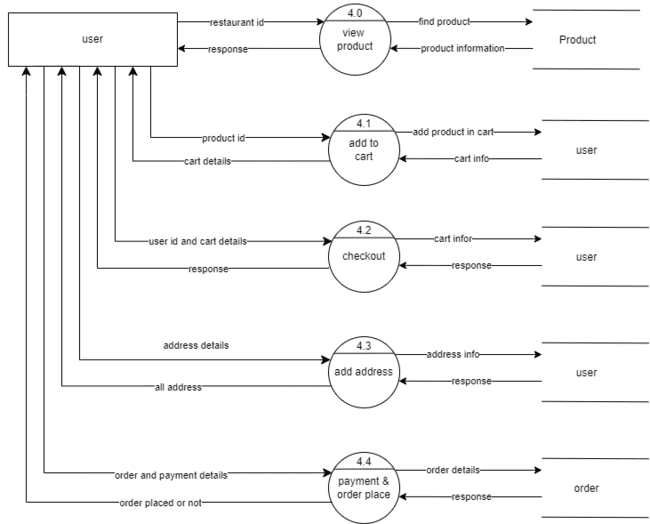 user
restaurant id
response
4.0
view
product
find product
product information
Product
product id
cart details
4.1
add to
cart
add product in cart
cart info
user
user id and cart details
response
4.2
checkout
cart infor
response
user
address details
all address
4.3
add address
address info
response
user
order and payment details
order placed or not
4.4
payment &
order place
order details
response
order